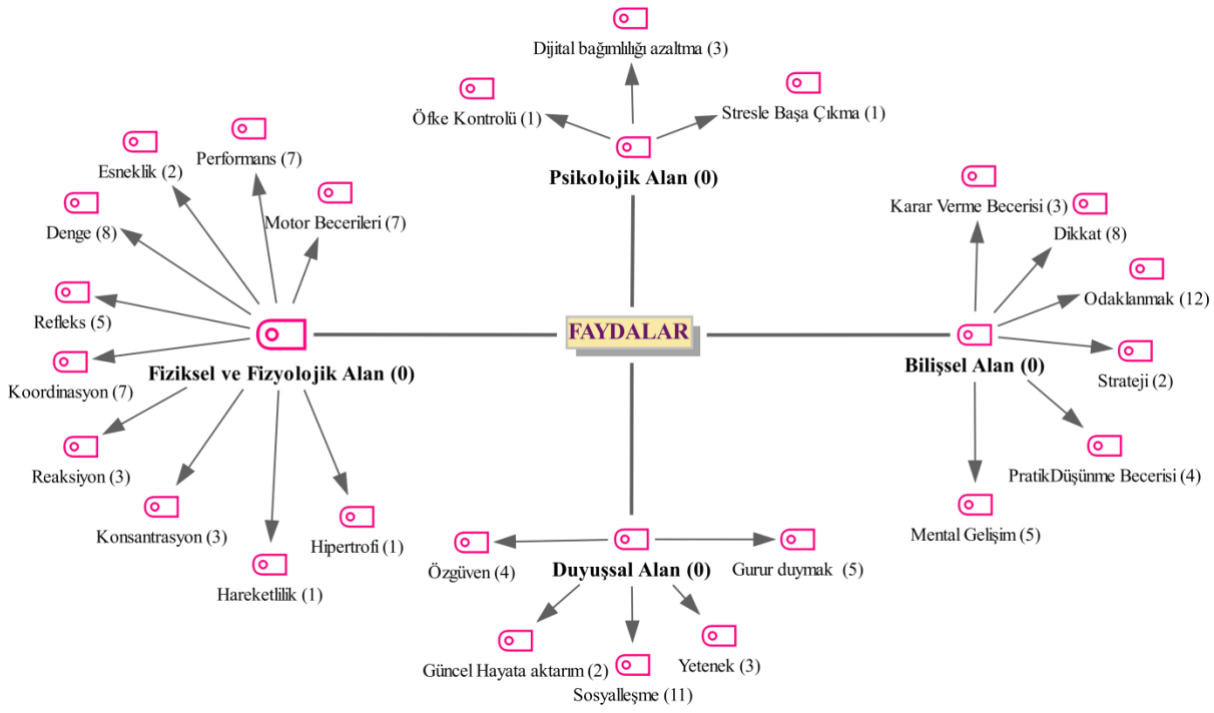 Dijital bağımlılığı azaltma (3)
Öfke Kontrolü (1)
Stresle Başa Çıkma (1)
Psikolojik Alan (0)
Performans (7)
Esneklik (2)
Motor Becerileri (7)
Denge (8)
Refleks (5)
Koordinasyon (7)
Fiziksel ve Fizyolojik Alan (0)
Reaksiyon (3)
Konsantrasyon (3)
Hareketlilik (1)
Hipertrofi (1)
FAYDALAR
Karar Verme Becerisi (3)
Dikkat (8)
Odaklanmak (12)
Bilişsel Alan (0)
Strateji (2)
PratikDüşünme Becerisi (4)
Mental Gelişim (5)
Özgüven (4)
Duyuşsal Alan (0)
Gurur duymak (5)
Güncel Hayata aktarım (2)
Sosyalleşme (11)
Yetenek (3)